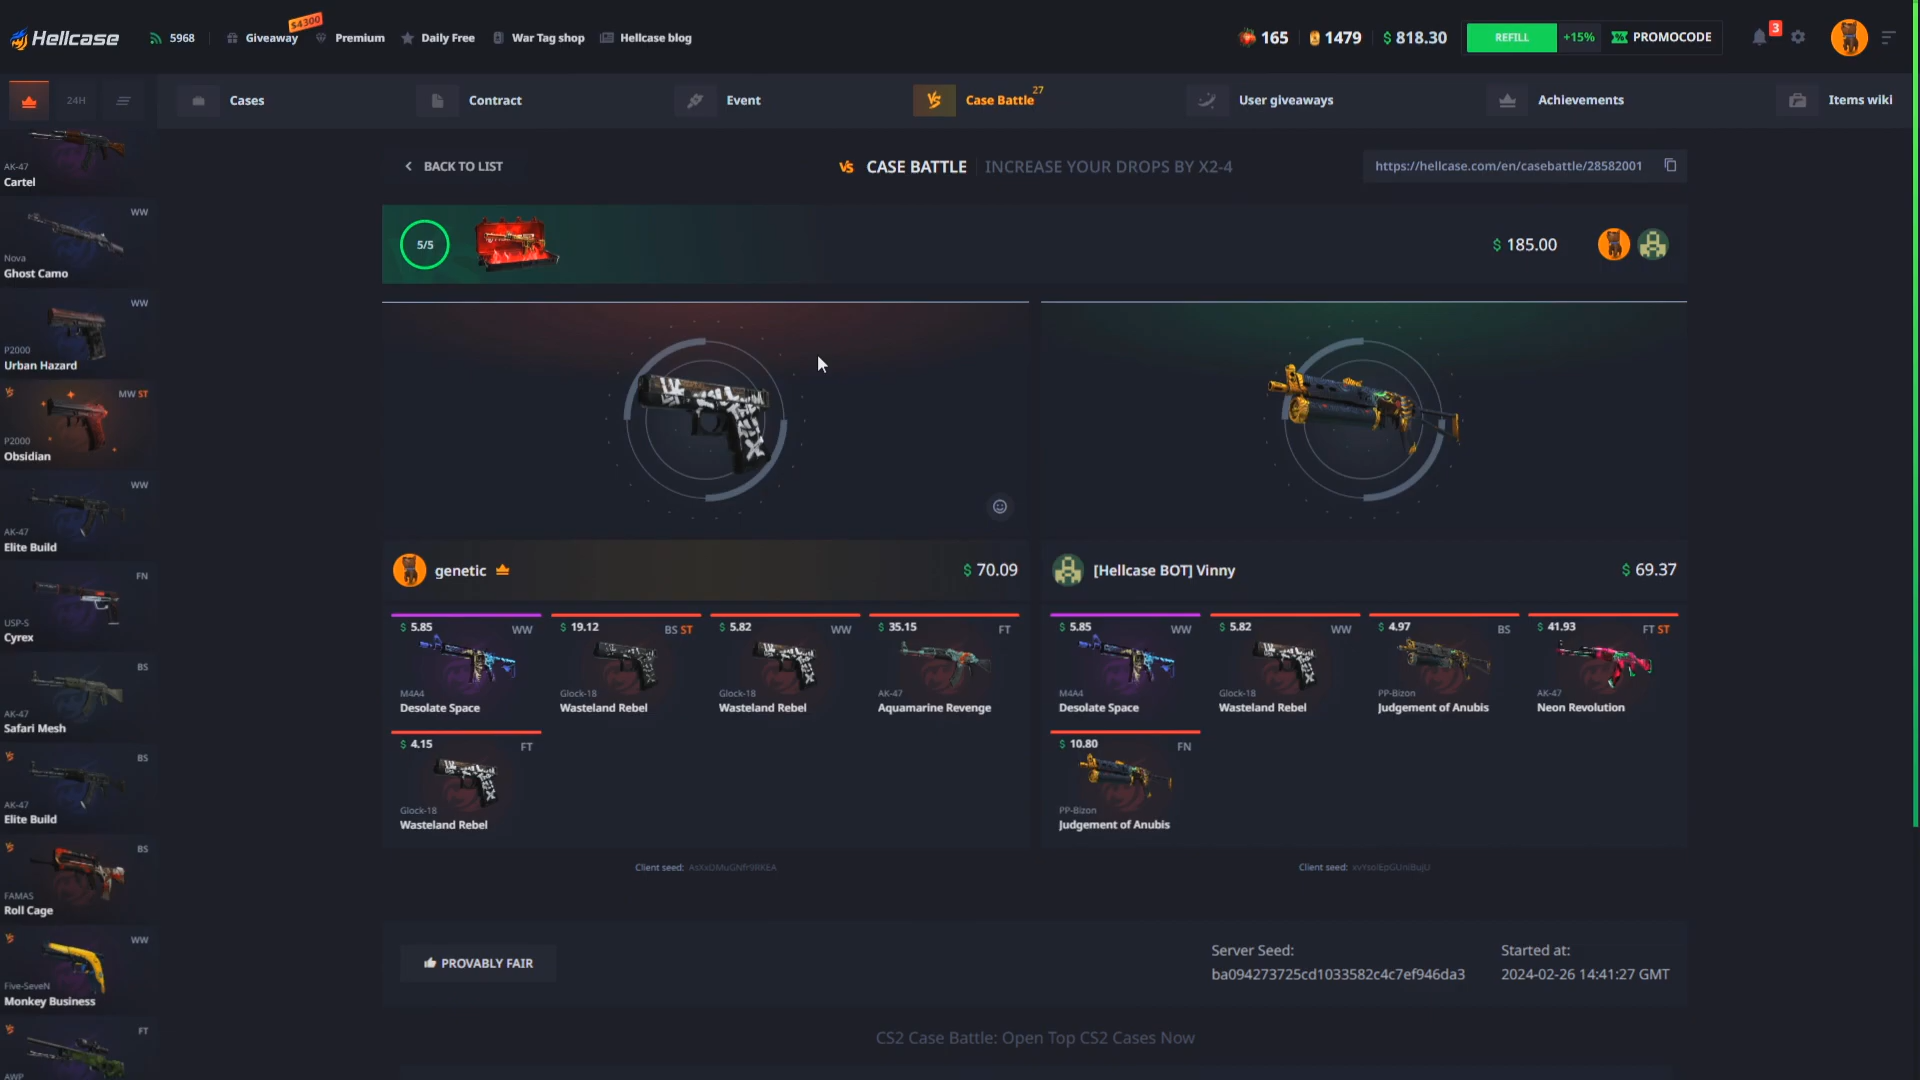 Hellcase
5968
Giveaway
$4300
Premium
Daily Free
War Tag shop
Hellcase blog
165
1479
$ 818.30
REFILL
+15%
PROMOCODE
3
24H
Cases
Contract
Event
VS
Case Battle
27
User giveaways
Achievements
Items wiki
BACK TO LIST
VS CASE BATTLE
INCREASE YOUR DROPS BY X2-4
https://hellcase.com/en/casebattle/28582001
5/5
$ 185.00
AK-47
Cartel
WW
Nova
Ghost Camo
WW
P2000
Urban Hazard
MW ST
P2000
Obsidian
WW
AK-47
Elite Build
FN
USP-S
Cyrex
BS
AK-47
Safari Mesh
BS
AK-47
Elite Build
BS
FAMAS
Roll Cage
WW
Five-SeveN
Monkey Business
FT
AWP
genetic
$ 70.09
[Hellcase BOT] Vinny
$ 69.37
$ 5.85
WW
M4A4
Desolate Space
$ 19.12
BS ST
Glock-18
Wasteland Rebel
$ 5.82
WW
Glock-18
Wasteland Rebel
$ 35.15
FT
AK-47
Aquamarine Revenge
$ 4.15
FT
Glock-18
Wasteland Rebel
$ 5.85
WW
M4A4
Desolate Space
$ 5.82
WW
Glock-18
Wasteland Rebel
$ 4.97
BS
PP-Bizon
Judgement of Anubis
$ 41.93
FT ST
AK-47
Neon Revolution
$ 10.80
FN
PP-Bizon
Judgement of Anubis
Client seed:
Client seed:
PROVABLY FAIR
Server Seed:
ba094273725cd1033582c4c7ef946da3
Started at:
2024-02-26 14:41:27 GMT
CS2 Case Battle: Open Top CS2 Cases Now